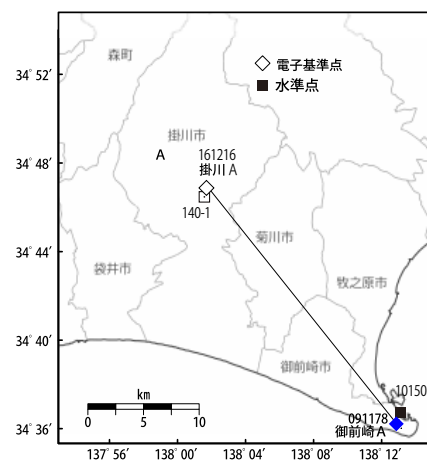 34˚ 52'
34˚ 48'
34˚ 44'
34˚ 40'
34˚ 36'
森町
電子基準点
水準点
掛川市
A
161216
掛川 A
140-1
菊川市
袋井市
牧之原市
御前崎市
km
0 5 10
10150
091178
御前崎 A
137˚ 56'
138˚ 00'
138˚ 04'
138˚ 08'
138˚ 12'